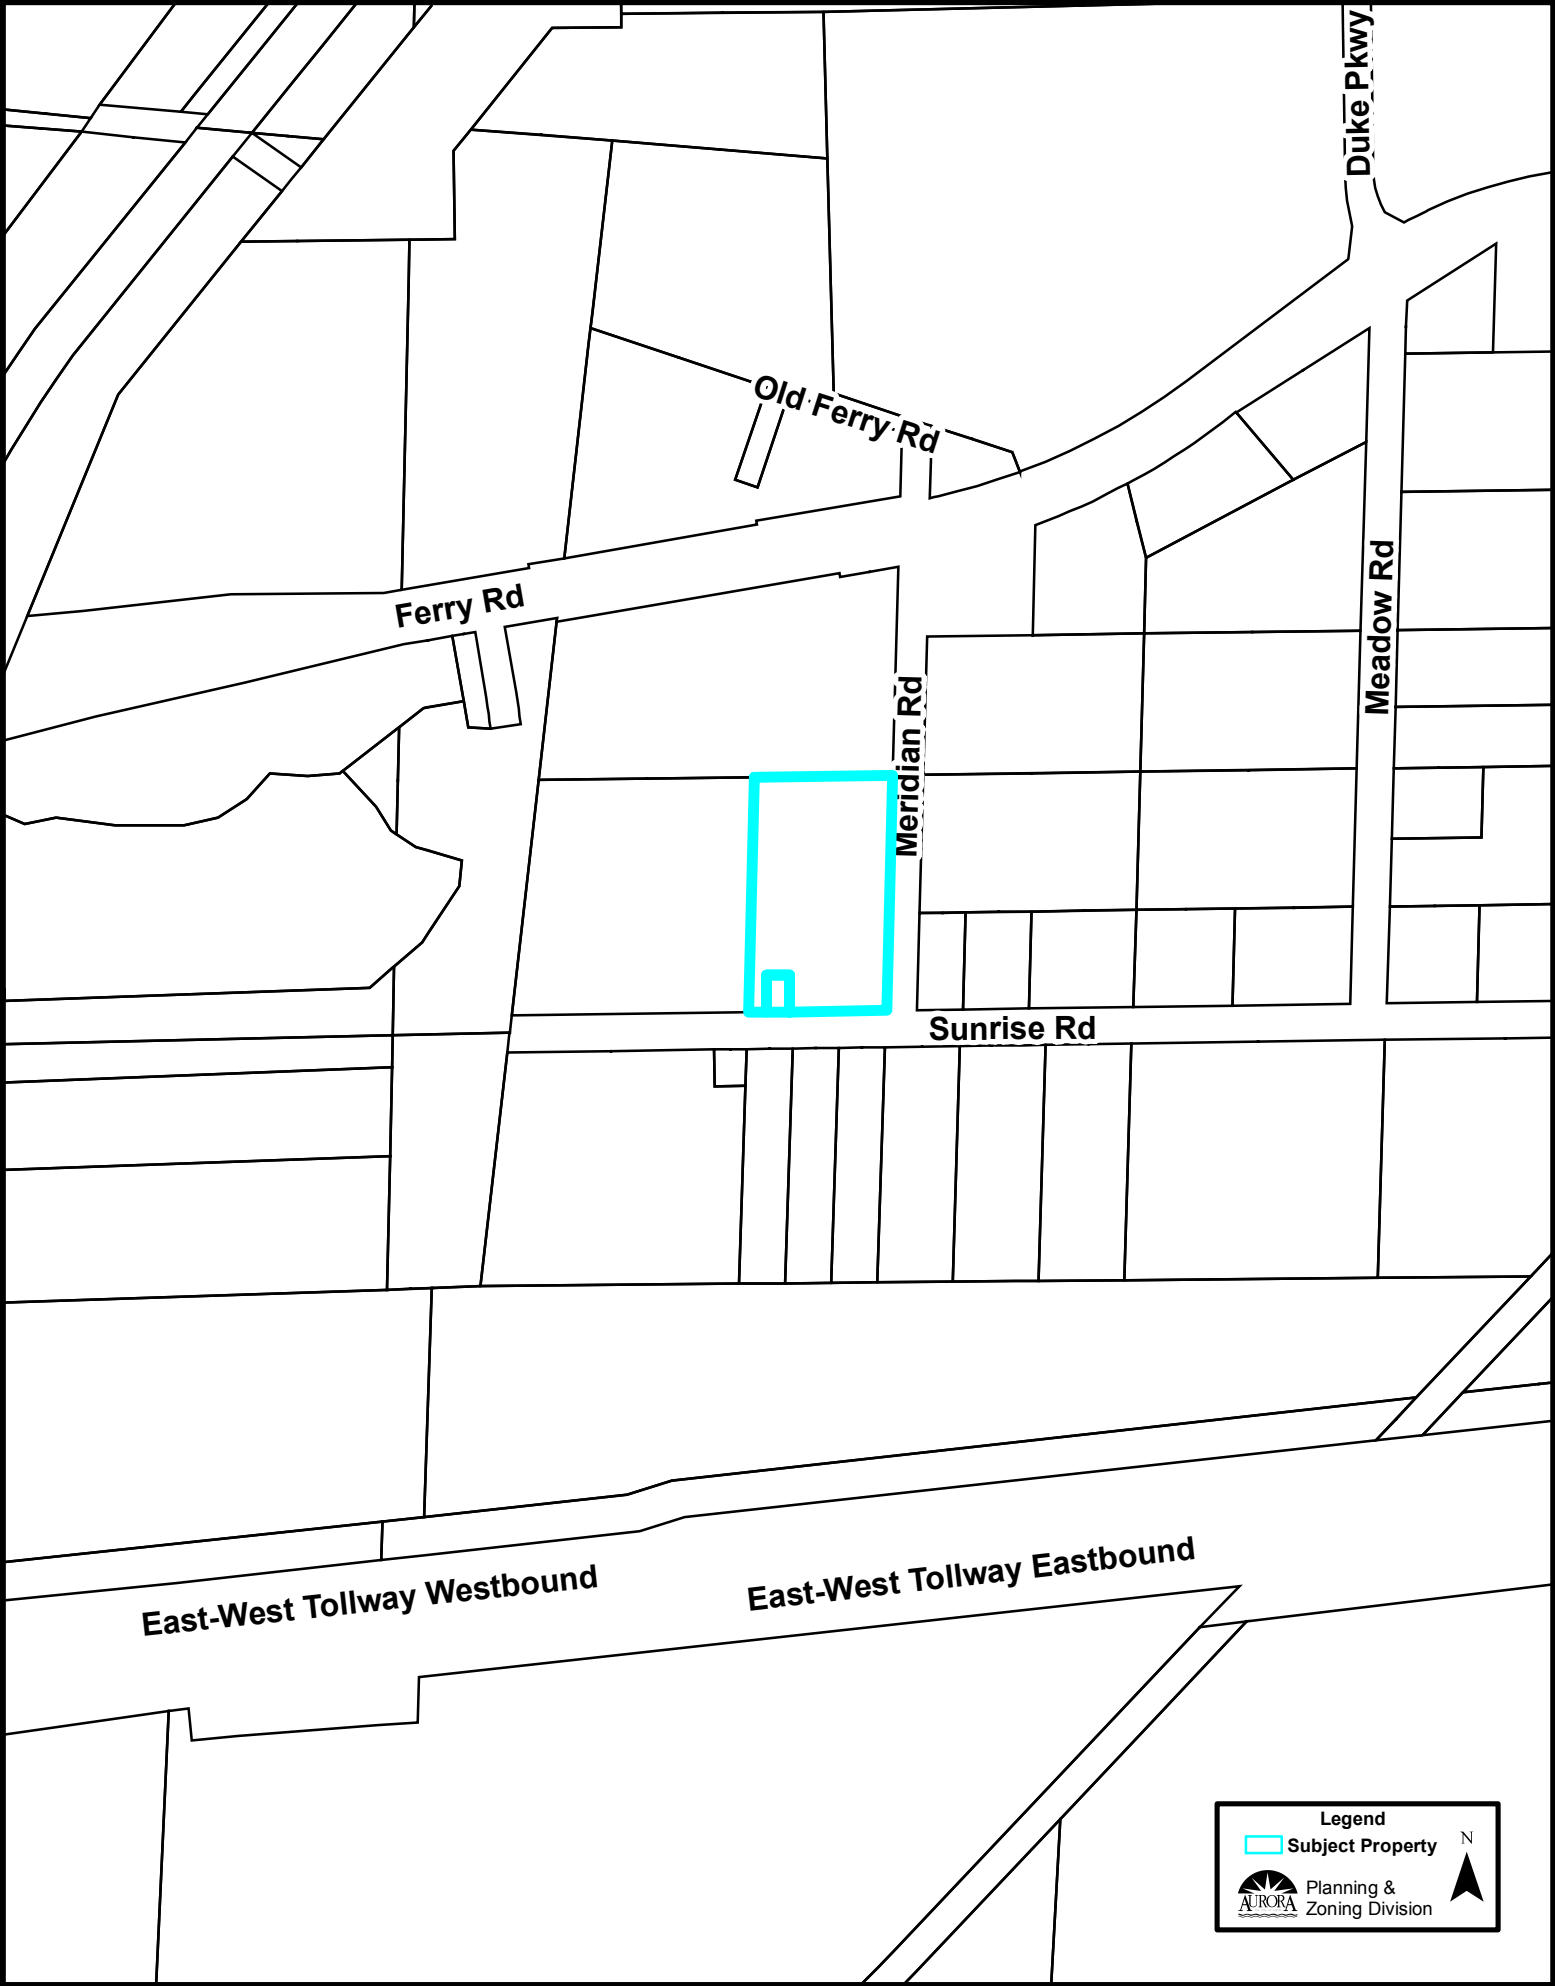 Duke Pkwy
Old Ferry Rd
Ferry Rd
Meadow Rd
Meridian Rd
Sunrise Rd
East-West Tollway Westbound
East-West Tollway Eastbound
Legend
Subject Property
N
AURORA
Planning &
Zoning Division